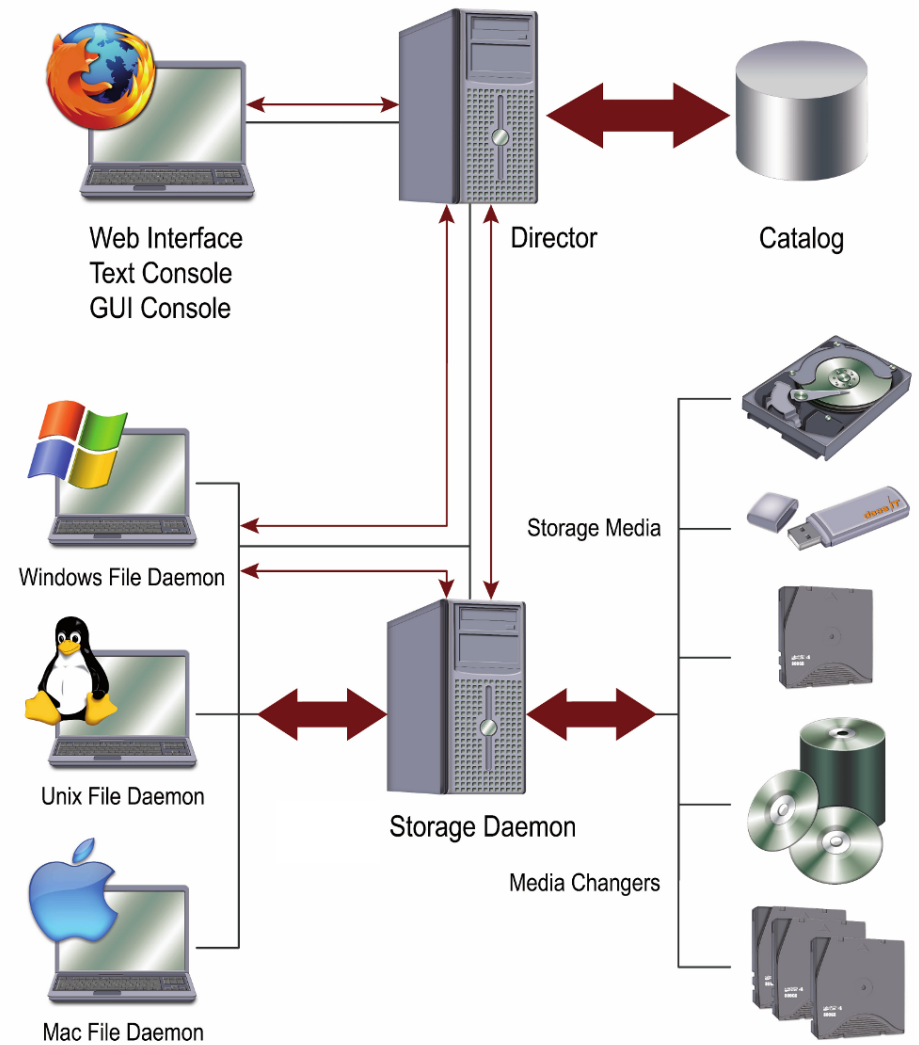 Web Interface
Text Console
GUI Console
Director
Catalog
Windows File Daemon
Storage Media
Unix File Daemon
Storage Daemon
Media Changers
Mac File Daemon